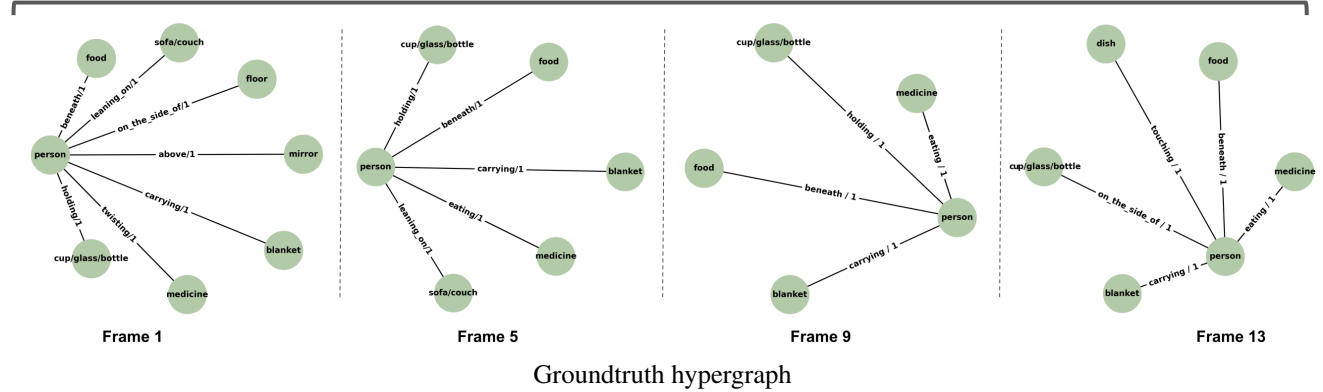 food
sofa/couch
floor
mirror
blanket
medicine
cup/glass/bottle
person
beneath/1
leaning_on/1
on_the_side_of/1
above/1
carrying/1
twisting/1
holding/1
Frame 1
cup/glass/bottle
food
blanket
medicine
sofa/couch
person
holding/1
beneath/1
carrying/1
eating/1
leaning_on/1
Frame 5
cup/glass/bottle
medicine
food
person
blanket
holding / 1
eating / 1
beneath / 1
carrying / 1
Frame 9
dish
food
cup/glass/bottle
medicine
person
blanket
touching / 1
beneath / 1
on_the_side_of / 1
eating / 1
carrying / 1
Frame 13
Groundtruth hypergraph